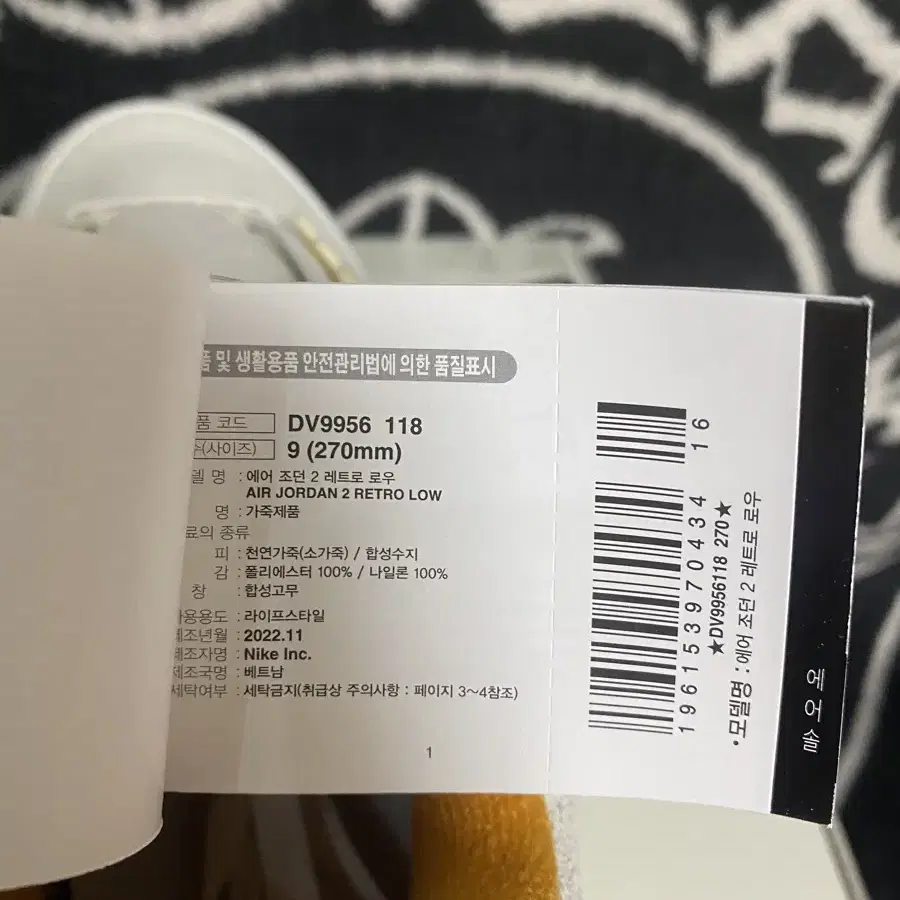 품 및 생활용품 안전관리법에 의한 품질표시
품 코드 DV9956 118
(사이즈) 9 (270mm)
델 명 : 에어 조던 2 레트로 로우
AIR JORDAN 2 RETRO LOW
명 : 가죽제품
료의 종류
피 : 천연가죽(소가죽) / 합성수지
감 : 폴리에스터 100% / 나일론 100%
창 : 합성고무
사용용도 : 라이프스타일
제조년월 : 2022.11
제조자명 : Nike Inc.
제조국명 : 베트남
세탁여부 : 세탁금지(취급상 주의사항 : 페이지 3~4참조)
1
16
196153970434
★DV9956118 270★
•모델명 : 에어 조던 2 레트로 로우
에어솔